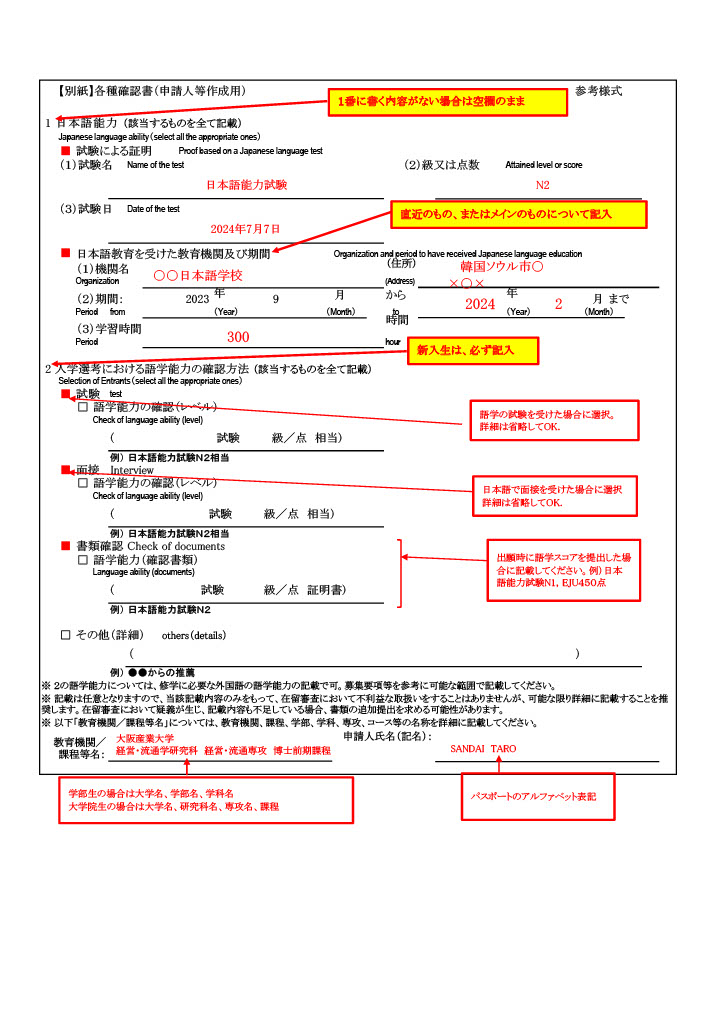 【別紙】各種確認書(申請人等作成用)
参考様式
1番に書く内容がない場合は空欄のまま
1 日本語能力 (該当するものを全て記載)
Japanese language ability(select all the appropriate ones)
■ 試験による証明 Proof based on a Japanese language test
(1)試験名 Name of the test (2)級又は点数 Attained level or score
日本語能力試験 N2
(3)試験日 Date of the test
直近のもの、またはメインのものについて記入
2024年7月7日
■ 日本語教育を受けた教育機関及び期間 Organization and period to have received Japanese language education
(1)機関名 (住所)
○○日本語学校 韓国ソウル市○
Organization (Address) ×○×
(2)期間: 2023 年 9 月 から 2024 年 2 月 まで
Period from (Year) (Month) to (Year) (Month)
(3)学習時間 時間
Period 300 hour
新入生は、必ず記入
2 入学選考における語学能力の確認方法 (該当するものを全て記載)
Selection of Entrants(select all the appropriate ones)
■ 試験 test
□ 語学能力の確認(レベル)
Check of language ability (level)
語学の試験を受けた場合に選択。
詳細は省略してOK.
( 試験 級/点 相当)
例) 日本語能力試験N2相当
■ 面接 Interview
□ 語学能力の確認(レベル)
Check of language ability (level)
日本語で面接を受けた場合に選択
詳細は省略してOK.
( 試験 級/点 相当)
例) 日本語能力試験N2相当
■ 書類確認 Check of documents
□ 語学能力(確認書類)
Language ability (documents)
出願時に語学スコアを提出した場
合に記載してください。例)日本
語能力試験N1, EJU450点
( 試験 級/点 証明書)
例) 日本語能力試験N2
□ その他(詳細) others(details)
( )
例) ●●からの推薦
※ 2の語学能力については、修学に必要な外国語の語学能力の記載で可。募集要項等を参考に可能な範囲で記載してください。
※ 記載は任意となりますので、当該記載内容のみをもって、在留審査において不利益な取扱いをすることはありませんが、可能な限り詳細に記載することを推
奨します。在留審査において疑義が生じ、記載内容も不足している場合、書類の追加提出を求める可能性があります。
※ 以下「教育機関/課程等名」については、教育機関、課程、学部、学科、専攻、コース等の名称を詳細に記載してください。
教育機関/ 大阪産業大学 申請人氏名(記名):
課程等名: 経営・流通学研究科 経営・流通専攻 博士前期課程 SANDAI TARO
学部生の場合は大学名、学部名、学科名
大学院生の場合は大学名、研究科名、専攻名、課程
パスポートのアルファベット表記